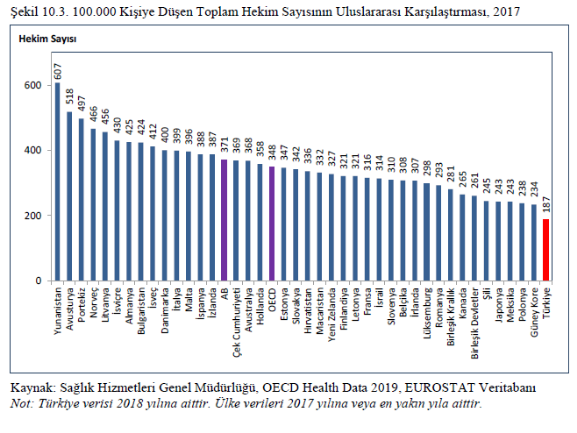 Şekil 10.3. 100.000 Kişiye Düşen Toplam Hekim Sayısının Uluslararası Karşılaştırması, 2017
Hekim Sayısı
600
400
200
0
607
518
497
466
456
430
425
424
412
400
399
396
388
387
371
369
368
358
348
347
342
336
332
327
321
321
316
314
310
308
307
298
293
281
265
261
245
243
243
238
234
187
Yunanistan
Avusturya
Portekiz
Norveç
Litvanya
İsviçre
Almanya
Bulgaristan
İsveç
Danimarka
İtalya
Malta
İspanya
İzlanda
AB
Çek Cumhuriyeti
Avustralya
Hollanda
OECD
Estonya
Slovakya
Hırvatistan
Macaristan
Yeni Zelanda
Finlandiya
Letonya
Fransa
İsrail
Slovenya
Belçika
İrlanda
Lüksemburg
Romanya
Birleşik Krallık
Kanada
Birleşik Devletler
Şili
Japonya
Meksika
Polonya
Güney Kore
Türkiye
Kaynak: Sağlık Hizmetleri Genel Müdürlüğü, OECD Health Data 2019, EUROSTAT Veritabanı
Not: Türkiye verisi 2018 yılına aittir. Ülke verileri 2017 yılına veya en yakın yıla aittir.